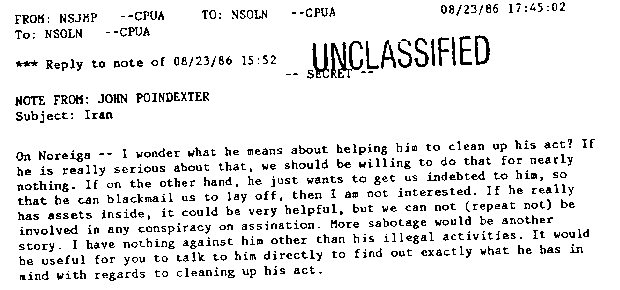 FROM: NSJMP --CPUA TO: NSOLN --CPUA 08/23/86 17:45:02
To: NSOLN --CPUA
*** Reply to note of 08/23/86 15:52
UNCLASSIFIED
-- SECRET --
NOTE FROM: JOHN POINDEXTER
Subject: Iran
On Noreiga -- I wonder what he means about helping him to clean up his act? If
he is really serious about that, we should be willing to do that for nearly
nothing. If on the other hand, he just wants to get us indebted to him, so
that he can blackmail us to lay off, then I am not interested. If he really
has assets inside, it could be very helpful, but we can not (repeat not) be
involved in any conspiracy on assination. More sabotage would be another
story. I have nothing against him other than his illegal activities. It would
be useful for you to talk to him directly to find out exactly what he has in
mind with regards to cleaning up his act.